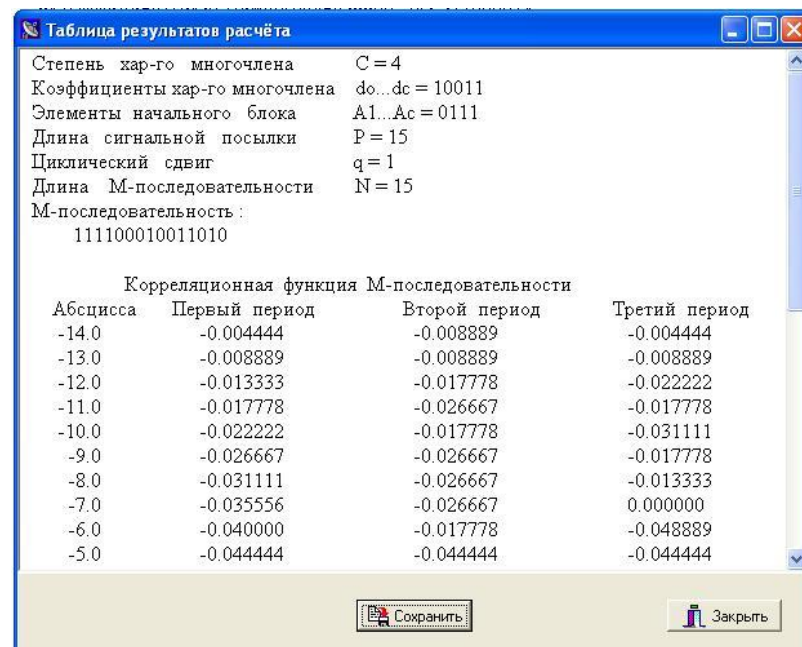 Таблица результатов расчёта
Степень хар-го многочлена C = 4
Коэффициенты хар-го многочлена do...dc = 10011
Элементы начального блока A1...Ac = 0111
Длина сигнальной посылки P = 15
Циклический сдвиг q = 1
Длина М-последовательности N = 15
М-последовательность :
111100010011010
Корреляционная функция М-последовательности
Абсцисса Первый период Второй период Третий период
-14.0 -0.004444 -0.008889 -0.004444
-13.0 -0.008889 -0.008889 -0.008889
-12.0 -0.013333 -0.017778 -0.022222
-11.0 -0.017778 -0.026667 -0.017778
-10.0 -0.022222 -0.017778 -0.031111
-9.0 -0.026667 -0.026667 -0.017778
-8.0 -0.031111 -0.026667 -0.013333
-7.0 -0.035556 -0.026667 0.000000
-6.0 -0.040000 -0.017778 -0.048889
-5.0 -0.044444 -0.044444 -0.044444
Сохранить Закрыть